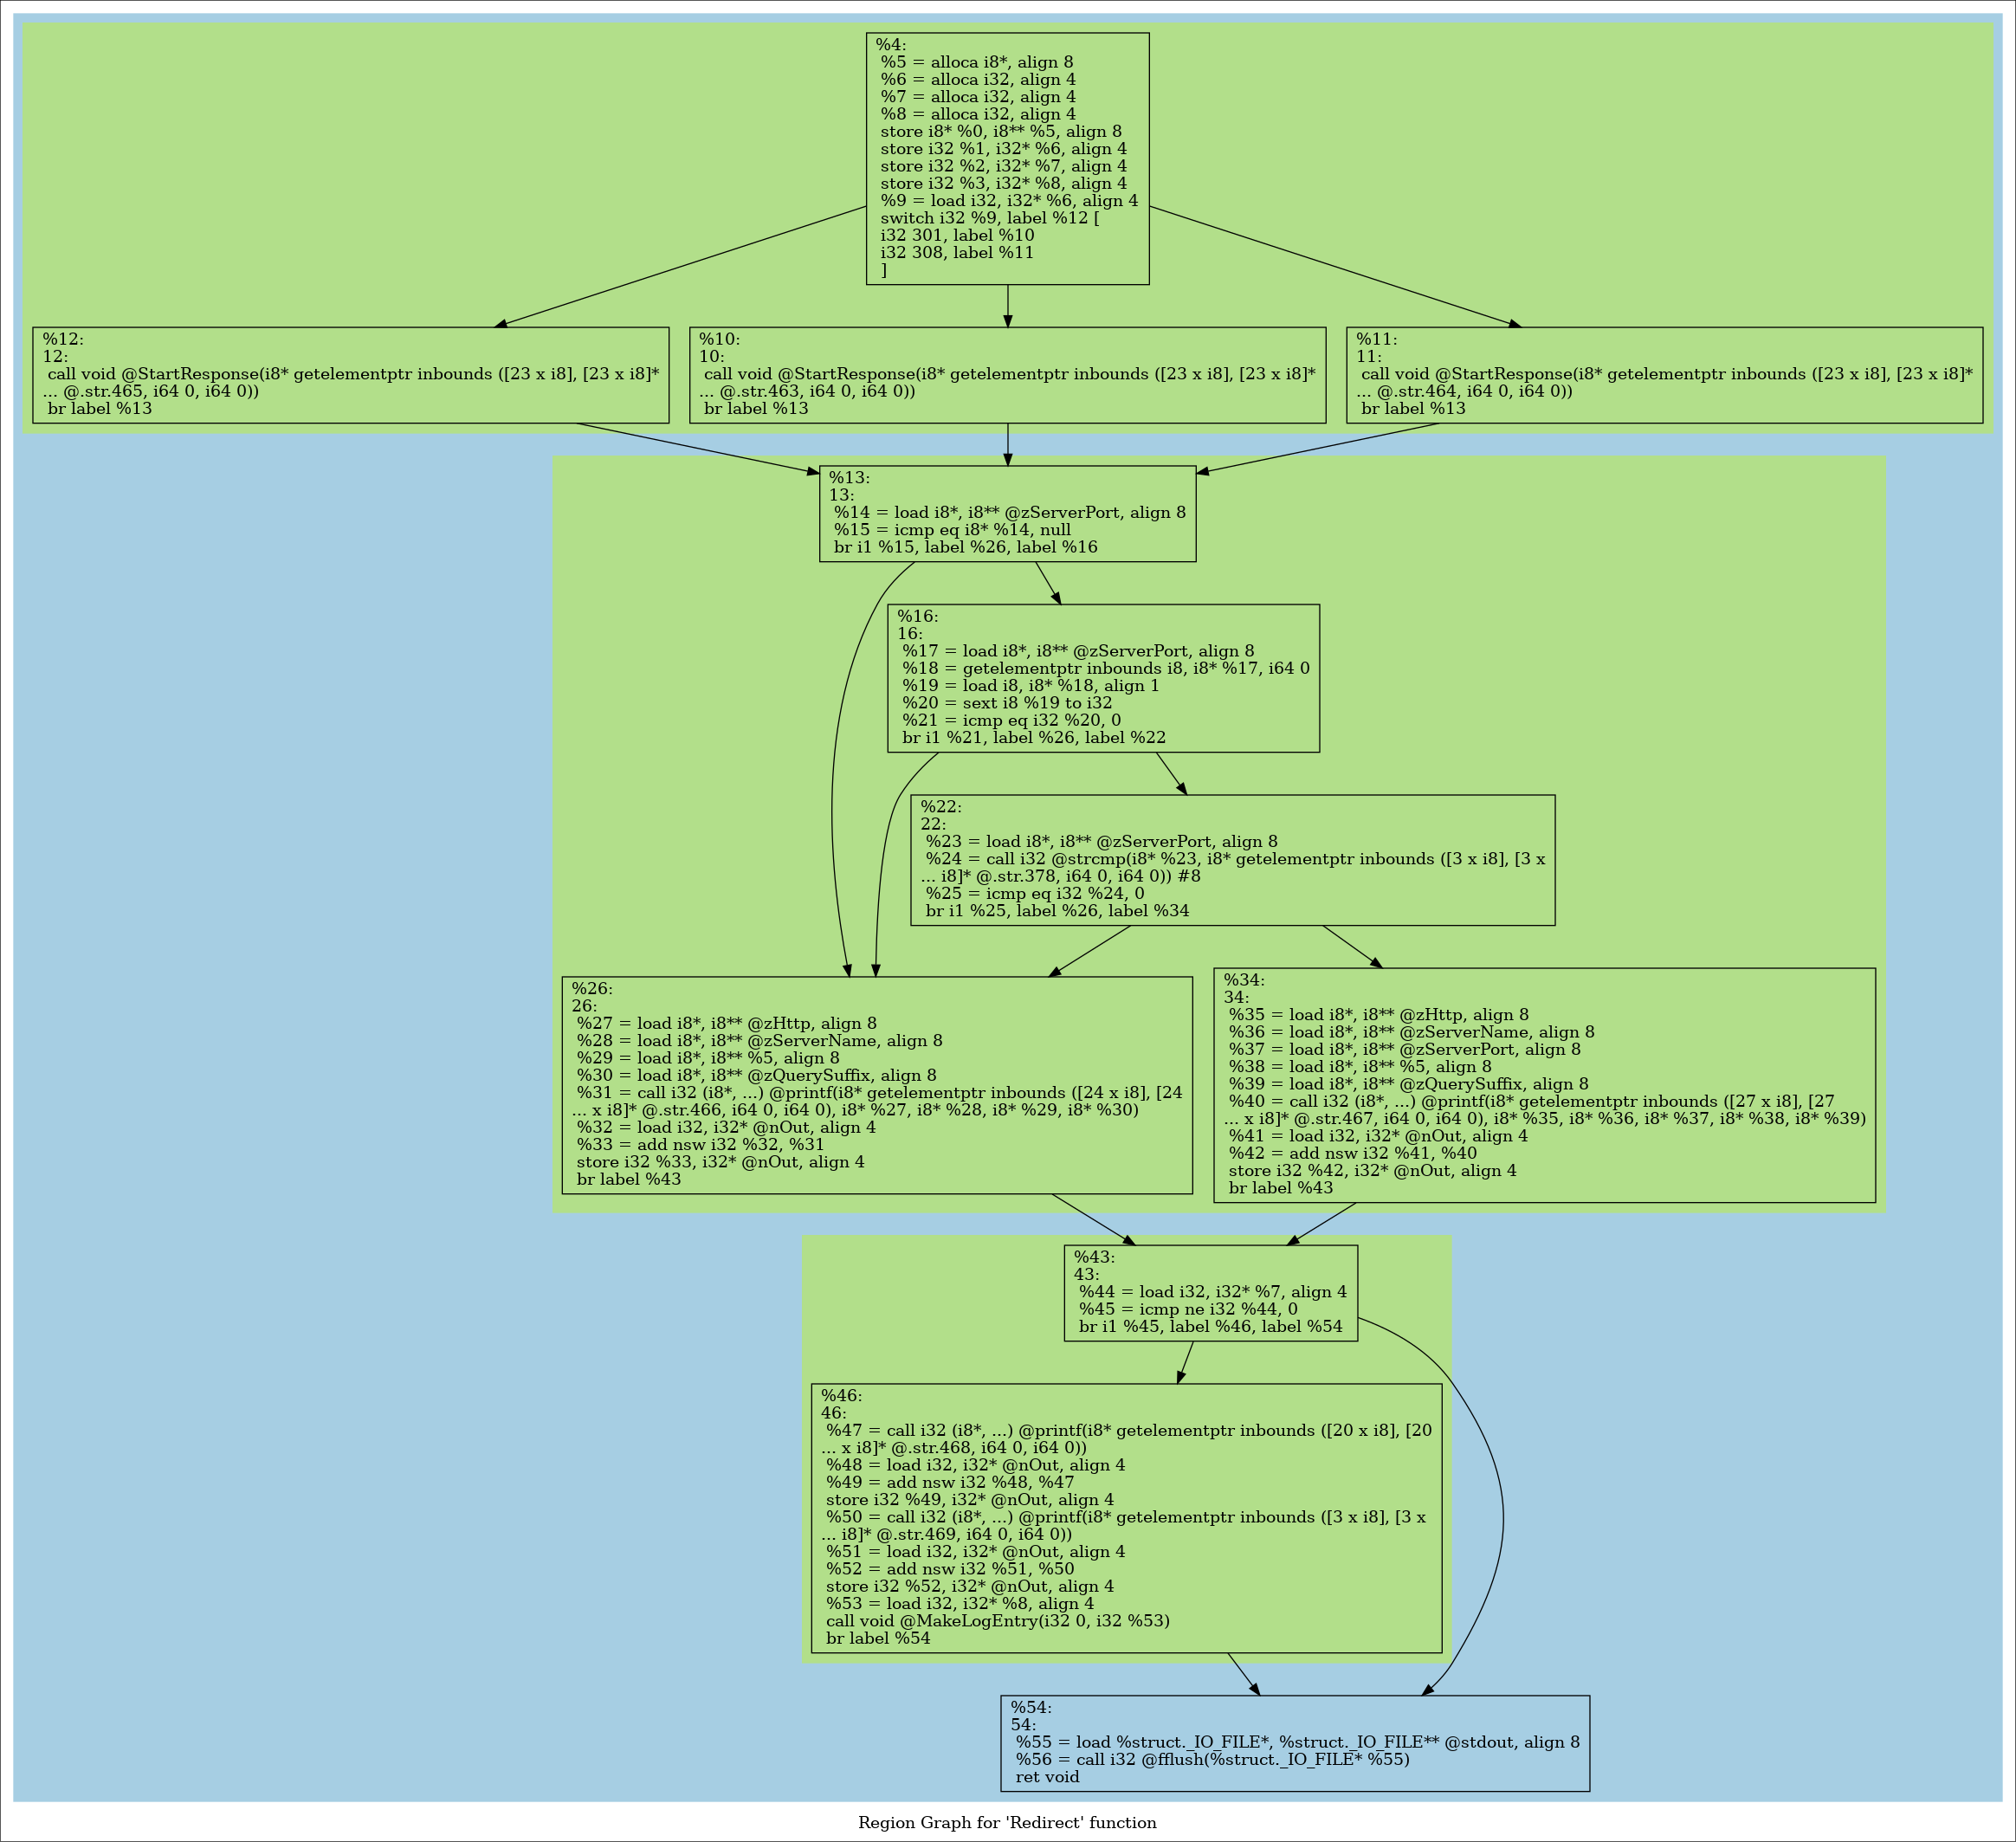 %4:
%5 = alloca i8*, align 8
%6 = alloca i32, align 4
%7 = alloca i32, align 4
%8 = alloca i32, align 4
store i8* %0, i8** %5, align 8
store i32 %1, i32* %6, align 4
store i32 %2, i32* %7, align 4
store i32 %3, i32* %8, align 4
%9 = load i32, i32* %6, align 4
switch i32 %9, label %12 [
i32 301, label %10
i32 308, label %11
]
%12:
12:
call void @StartResponse(i8* getelementptr inbounds ([23 x i8], [23 x i8]*
... @.str.465, i64 0, i64 0))
br label %13
%10:
10:
call void @StartResponse(i8* getelementptr inbounds ([23 x i8], [23 x i8]*
... @.str.463, i64 0, i64 0))
br label %13
%11:
11:
call void @StartResponse(i8* getelementptr inbounds ([23 x i8], [23 x i8]*
... @.str.464, i64 0, i64 0))
br label %13
%13:
13:
%14 = load i8*, i8** @zServerPort, align 8
%15 = icmp eq i8* %14, null
br i1 %15, label %26, label %16
%16:
16:
%17 = load i8*, i8** @zServerPort, align 8
%18 = getelementptr inbounds i8, i8* %17, i64 0
%19 = load i8, i8* %18, align 1
%20 = sext i8 %19 to i32
%21 = icmp eq i32 %20, 0
br i1 %21, label %26, label %22
%22:
22:
%23 = load i8*, i8** @zServerPort, align 8
%24 = call i32 @strcmp(i8* %23, i8* getelementptr inbounds ([3 x i8], [3 x
... i8]* @.str.378, i64 0, i64 0)) #8
%25 = icmp eq i32 %24, 0
br i1 %25, label %26, label %34
%26:
26:
%27 = load i8*, i8** @zHttp, align 8
%28 = load i8*, i8** @zServerName, align 8
%29 = load i8*, i8** %5, align 8
%30 = load i8*, i8** @zQuerySuffix, align 8
%31 = call i32 (i8*, ...) @printf(i8* getelementptr inbounds ([24 x i8], [24
... x i8]* @.str.466, i64 0, i64 0), i8* %27, i8* %28, i8* %29, i8* %30)
%32 = load i32, i32* @nOut, align 4
%33 = add nsw i32 %32, %31
store i32 %33, i32* @nOut, align 4
br label %43
%34:
34:
%35 = load i8*, i8** @zHttp, align 8
%36 = load i8*, i8** @zServerName, align 8
%37 = load i8*, i8** @zServerPort, align 8
%38 = load i8*, i8** %5, align 8
%39 = load i8*, i8** @zQuerySuffix, align 8
%40 = call i32 (i8*, ...) @printf(i8* getelementptr inbounds ([27 x i8], [27
... x i8]* @.str.467, i64 0, i64 0), i8* %35, i8* %36, i8* %37, i8* %38, i8* %39)
%41 = load i32, i32* @nOut, align 4
%42 = add nsw i32 %41, %40
store i32 %42, i32* @nOut, align 4
br label %43
%43:
43:
%44 = load i32, i32* %7, align 4
%45 = icmp ne i32 %44, 0
br i1 %45, label %46, label %54
%46:
46:
%47 = call i32 (i8*, ...) @printf(i8* getelementptr inbounds ([20 x i8], [20
... x i8]* @.str.468, i64 0, i64 0))
%48 = load i32, i32* @nOut, align 4
%49 = add nsw i32 %48, %47
store i32 %49, i32* @nOut, align 4
%50 = call i32 (i8*, ...) @printf(i8* getelementptr inbounds ([3 x i8], [3 x
... i8]* @.str.469, i64 0, i64 0))
%51 = load i32, i32* @nOut, align 4
%52 = add nsw i32 %51, %50
store i32 %52, i32* @nOut, align 4
%53 = load i32, i32* %8, align 4
call void @MakeLogEntry(i32 0, i32 %53)
br label %54
%54:
54:
%55 = load %struct._IO_FILE*, %struct._IO_FILE** @stdout, align 8
%56 = call i32 @fflush(%struct._IO_FILE* %55)
ret void
Region Graph for 'Redirect' function